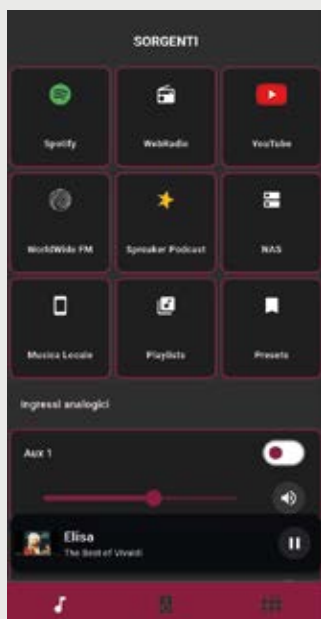 SORGENTI
Spotify
WebRadio
YouTube
WorldWide FM
Spreaker Podcast
NAS
Musica Locale
Playlists
Presets
Ingressi analogici
Aux 1
Elisa
The Best of Vivaldi